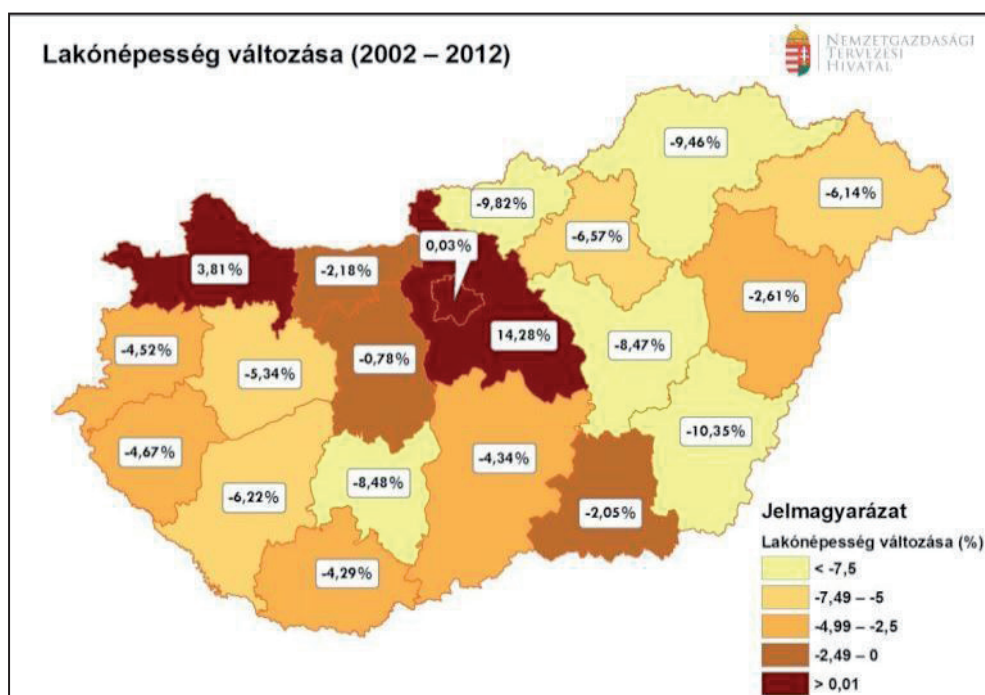 Lakónépesség változása (2002 – 2012)
NEMZETGAZDASÁGI
TERVEZÉSI
HIVATAL
-9,46%
-6,14%
-9,82%
0,03%
-6,57%
3,81%
-2,18%
-2,61%
14,28%
-8,47%
-4,52%
-0,78%
-5,34%
-10,35%
-4,67%
-4,34%
-8,48%
-6,22%
-2,05%
-4,29%
Jelmagyarázat
Lakónépesség változása (%)
< -7,5
-7,49 – -5
-4,99 – -2,5
-2,49 – 0
> 0,01